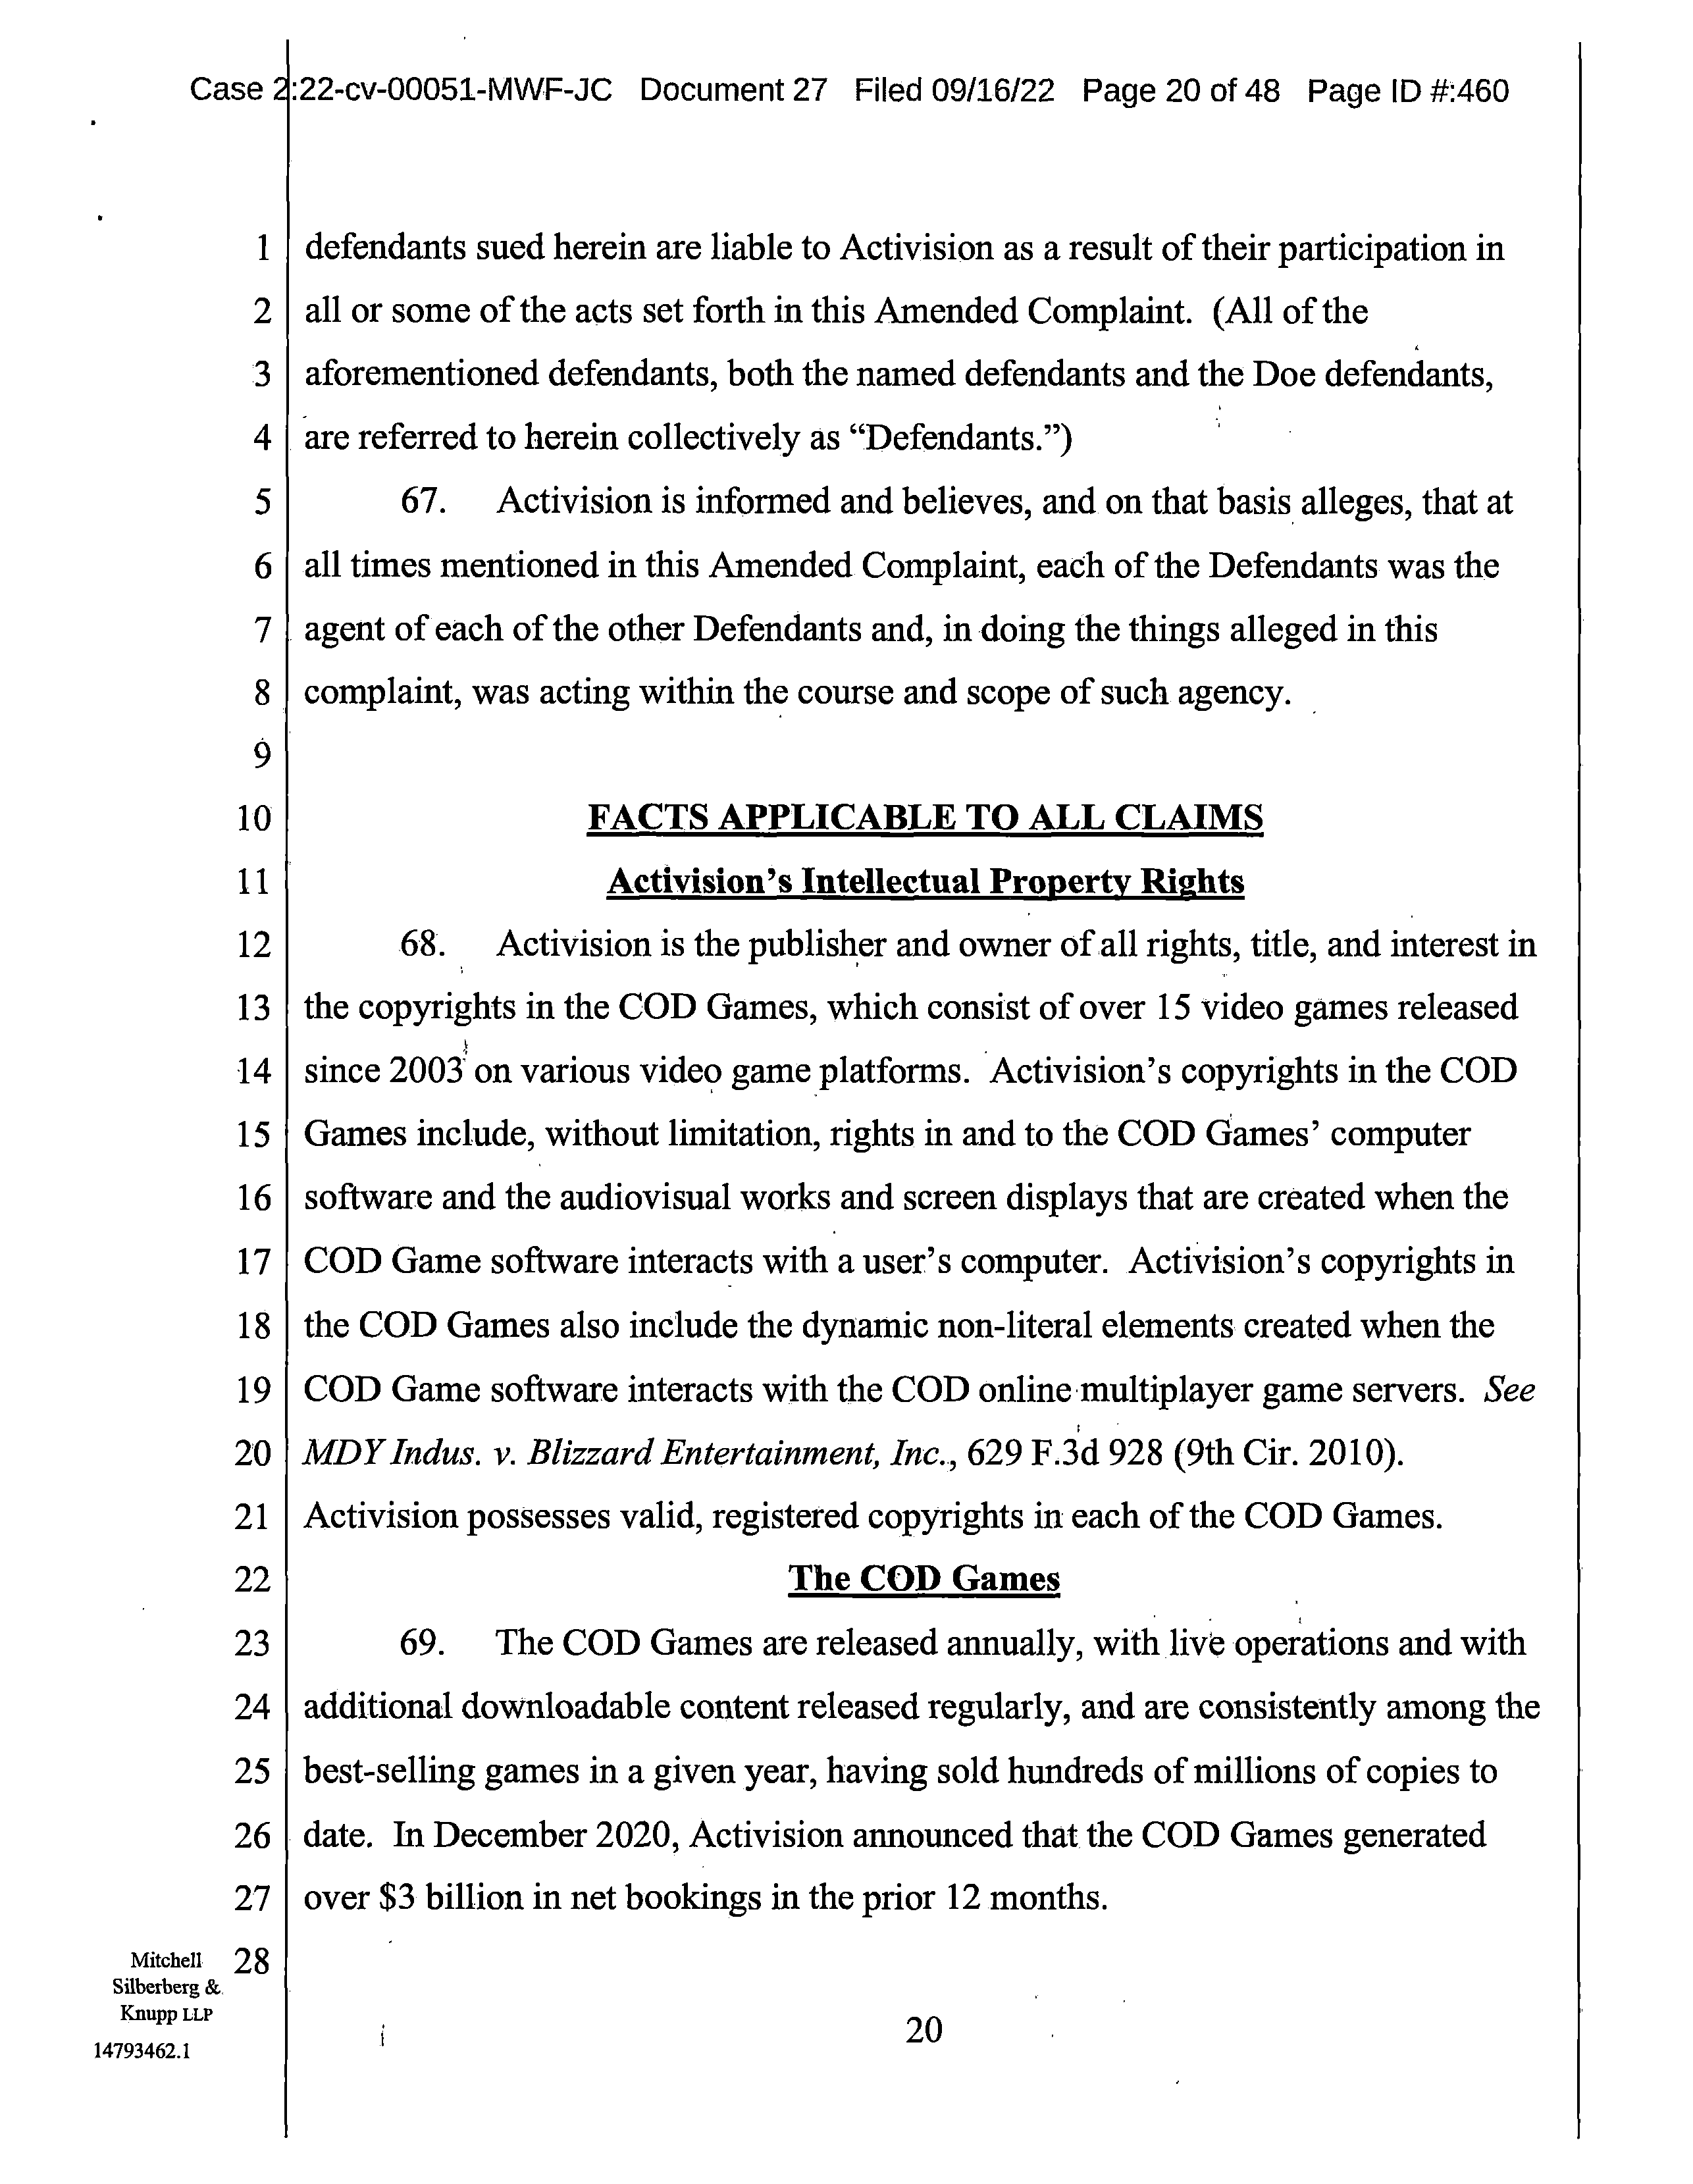 Case 2:22-cv-00051-MWF-JC Document 27 Filed 09/16/22 Page 20 of 48 Page ID #:460
1 defendants sued herein are liable to Activision as a result of their participation in
2 all or some of the acts set forth in this Amended Complaint. (All of the
3 aforementioned defendants, both the named defendants and the Doe defendants,
4 are referred to herein collectively as “Defendants.”)
5 67. Activision is informed and believes, and on that basis alleges, that at
6 all times mentioned in this Amended Complaint, each of the Defendants was the
7 agent of each of the other Defendants and, in doing the things alleged in this
8 complaint, was acting within the course and scope of such agency.
9
10 FACTS APPLICABLE TO ALL CLAIMS
11 Activision’s Intellectual Property Rights
12 68. Activision is the publisher and owner of all rights, title, and interest in
13 the copyrights in the COD Games, which consist of over 15 video games released
14 since 2003 on various video game platforms. Activision’s copyrights in the COD
15 Games include, without limitation, rights in and to the COD Games’ computer
16 software and the audiovisual works and screen displays that are created when the
17 COD Game software interacts with a user’s computer. Activision’s copyrights in
18 the COD Games also include the dynamic non-literal elements created when the
19 COD Game software interacts with the COD online multiplayer game servers. See
20 MDY Indus. v. Blizzard Entertainment, Inc., 629 F.3d 928 (9th Cir. 2010).
21 Activision possesses valid, registered copyrights in each of the COD Games.
22 The COD Games
23 69. The COD Games are released annually, with live operations and with
24 additional downloadable content released regularly, and are consistently among the
25 best-selling games in a given year, having sold hundreds of millions of copies to
26 date. In December 2020, Activision announced that the COD Games generated
27 over $3 billion in net bookings in the prior 12 months.
28
Mitchell
Silberberg &
Knupp LLP
14793462.1
20